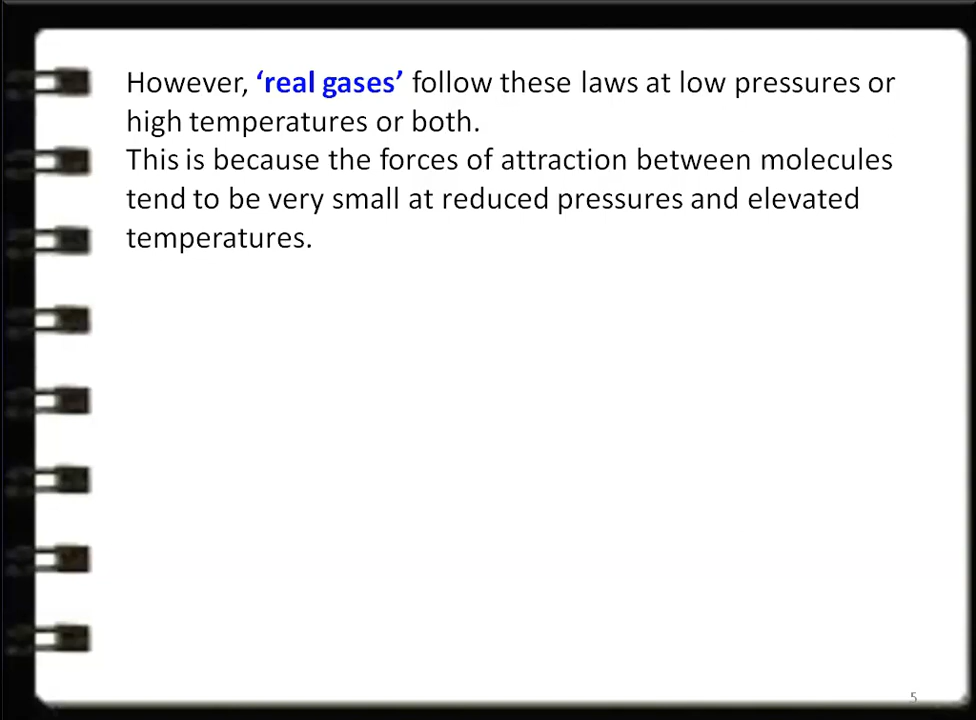 However, ‘real gases’ follow these laws at low pressures or
high temperatures or both.
This is because the forces of attraction between molecules
tend to be very small at reduced pressures and elevated
temperatures.
5